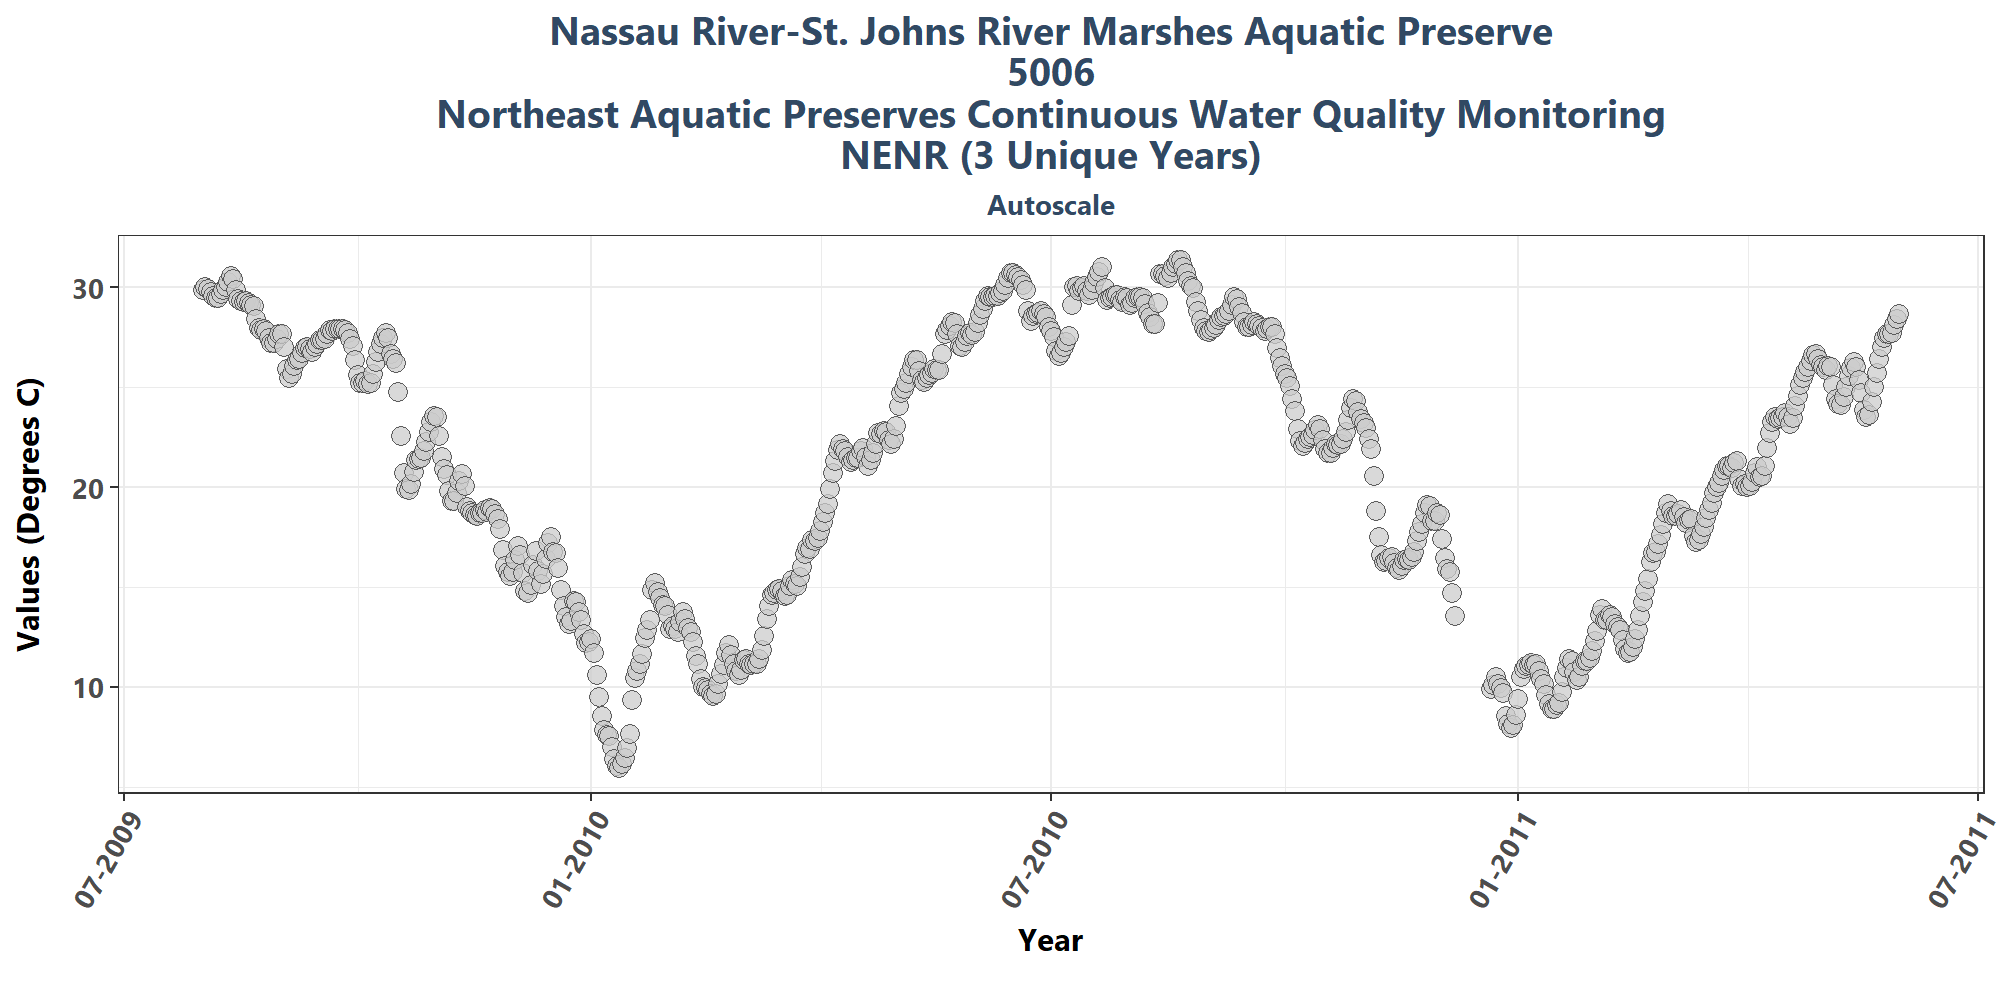 Nassau River-St. Johns River Marshes Aquatic Preserve
5006
Northeast Aquatic Preserves Continuous Water Quality Monitoring
NENR (3 Unique Years)
Autoscale
Values (Degrees C)
30
20
10
07-2009
01-2010
07-2010
01-2011
07-2011
Year